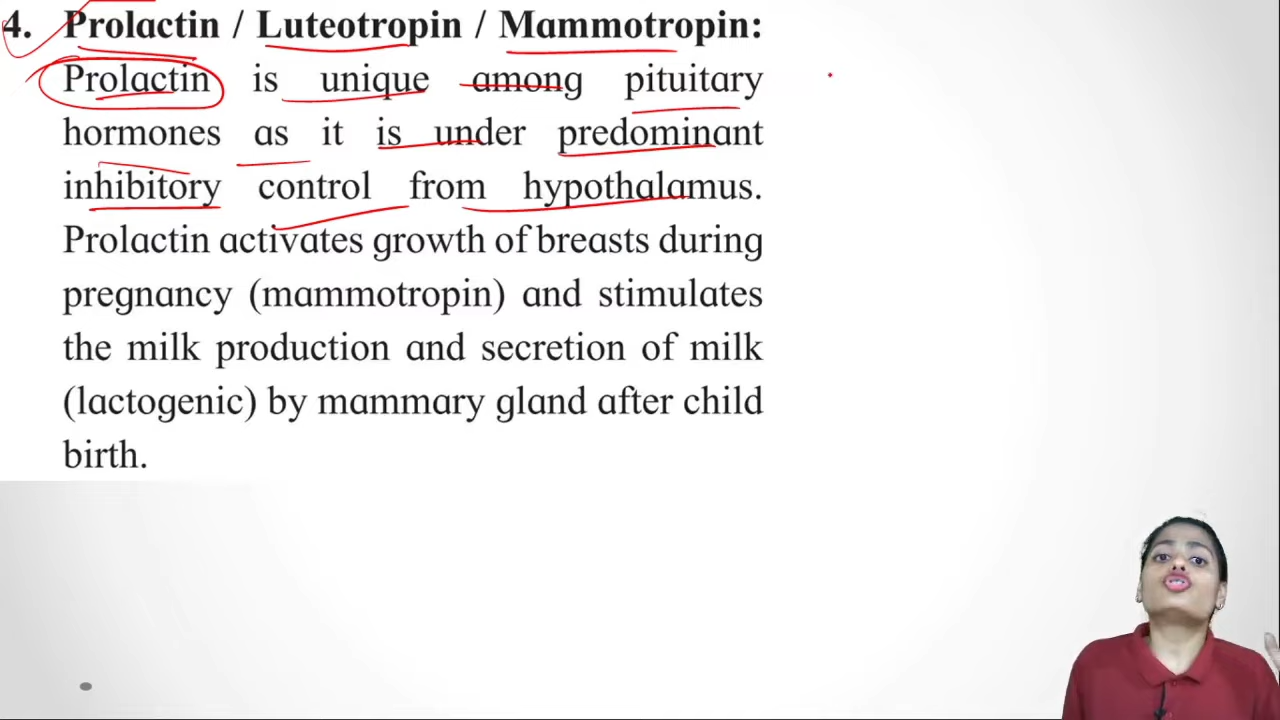 4. Prolactin / Luteotropin / Mammotropin:
Prolactin is unique among pituitary
hormones as it is under predominant
inhibitory control from hypothalamus.
Prolactin activates growth of breasts during
pregnancy (mammotropin) and stimulates
the milk production and secretion of milk
(lactogenic) by mammary gland after child
birth.